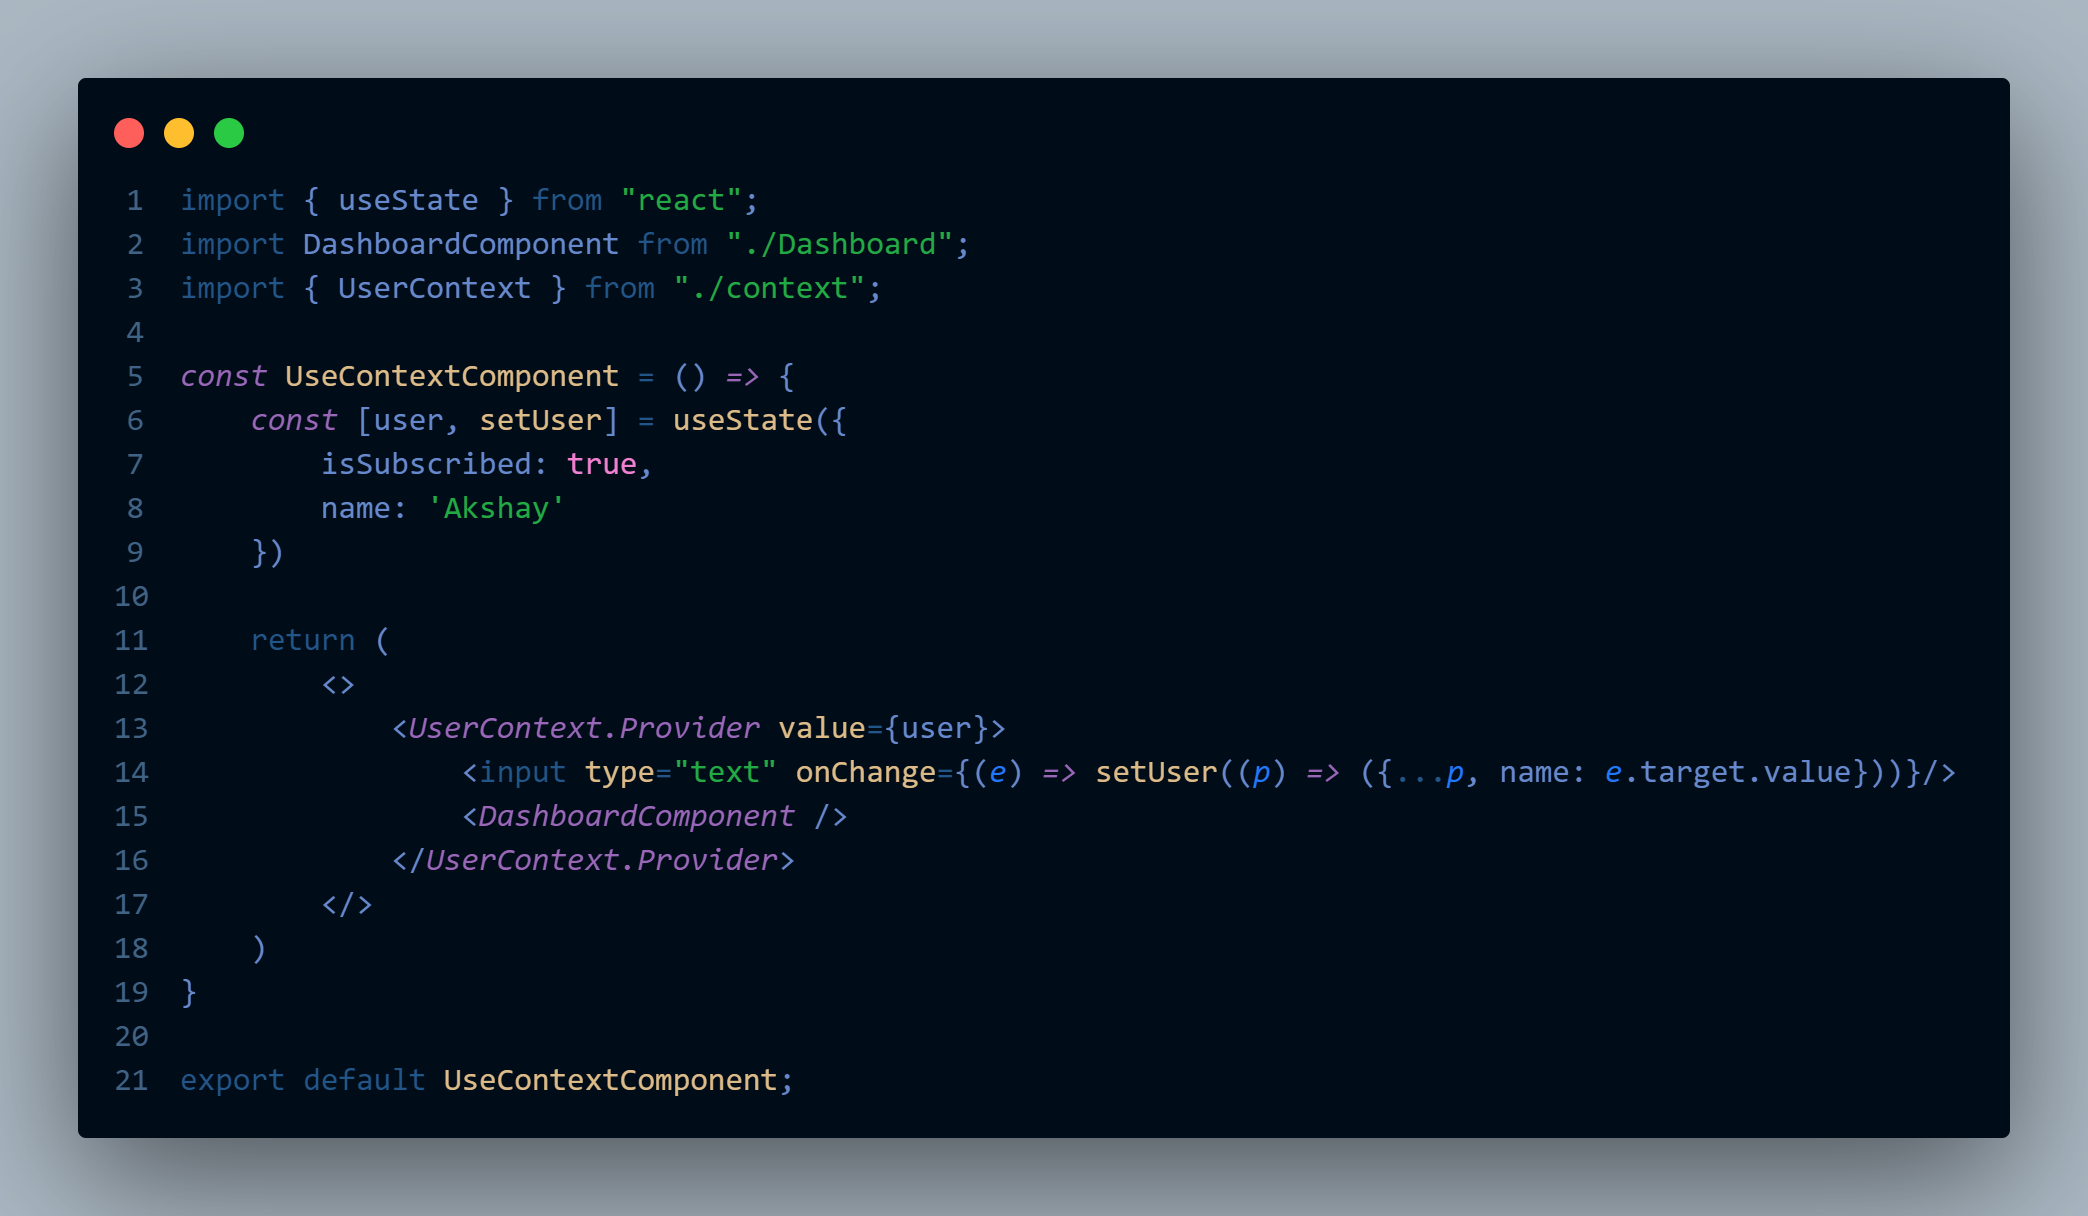 1 import { useState } from "react";
2 import DashboardComponent from "./Dashboard";
3 import { UserContext } from "./context";
4
5 const UseContextComponent = () => {
6     const [user, setUser] = useState({
7         isSubscribed: true,
8         name: 'Akshay'
9     })
10
11     return (
12         <>
13             <UserContext.Provider value={user}>
14                 <input type="text" onChange={(e) => setUser((p) => ({...p, name: e.target.value}))}/>
15                 <DashboardComponent />
16             </UserContext.Provider>
17         </>
18     )
19 }
20
21 export default UseContextComponent;